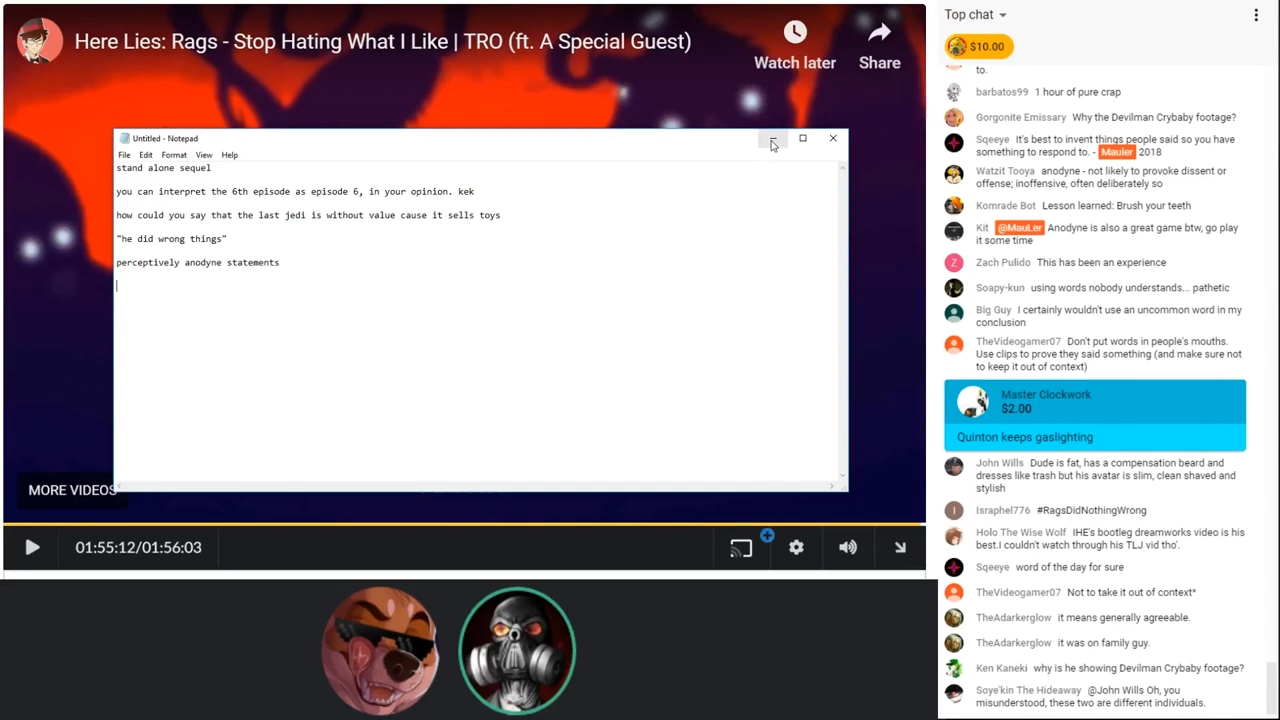 Here Lies: Rags - Stop Hating What I Like | TRO (ft. A Special Guest)
Watch later
Share
Untitled - Notepad
File Edit Format View Help
stand alone sequel
you can interpret the 6th episode as episode 6, in your opinion. kek
how could you say that the last jedi is without value cause it sells toys
"he did wrong things"
perceptively anodyne statements
MORE VIDEOS
01:55:12/01:56:03
Top chat
$10.00
to.
barbatos99 1 hour of pure crap
Gorgonite Emissary Why the Devilman Crybaby footage?
Sqeeye It's best to invent things people said so you have
something to respond to. - Mauler 2018
Watzit Tooya anodyne - not likely to provoke dissent or
offense; inoffensive, often deliberately so
Komrade Bot Lesson learned: Brush your teeth
Kit @MauLer Anodyne is also a great game btw, go play
it some time
Z
Zach Pulido This has been an experience
Soapy-kun using words nobody understands... pathetic
Big Guy I certainly wouldn't use an uncommon word in my
conclusion
TheVideogamer07 Don't put words in people's mouths.
Use clips to prove they said something (and make sure not
to keep it out of context)
Master Clockwork
$2.00
Quinton keeps gaslighting
John Wills Dude is fat, has a compensation beard and
dresses like trash but his avatar is slim, clean shaved and
stylish
I
Israphel776 #RagsDidNothingWrong
Holo The Wise Wolf IHE's bootleg dreamworks video is his
best.I couldn't watch through his TLJ vid tho'.
Sqeeye word of the day for sure
TheVideogamer07 Not to take it out of context*
TheAdarkerglow it means generally agreeable.
TheAdarkerglow it was on family guy.
Ken Kaneki why is he showing Devilman Crybaby footage?
Soye'kin The Hideaway @John Wills Oh, you
misunderstood, these two are different individuals.